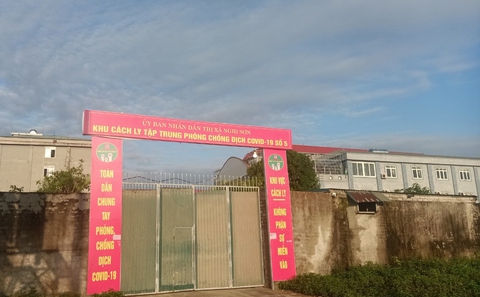 ỦY BAN NHÂN DÂN THỊ XÃ NGHI SƠN
KHU CÁCH LY TẬP TRUNG PHÒNG CHỐNG DỊCH COVID-19 SỐ 5
TOÀN
DÂN
CHUNG
TAY
PHÒNG,
CHỐNG
DỊCH
COVID-19
KHU VỰC
CÁCH LY
KHÔNG
PHẬN
SỰ
MIỄN
VÀO